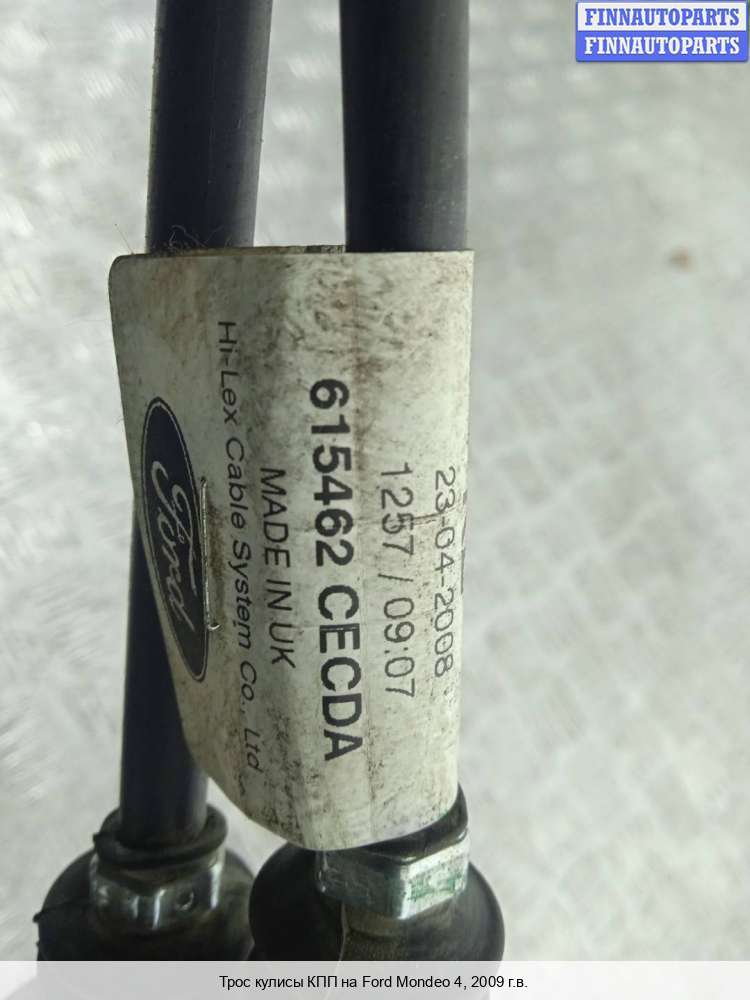 FINNAUTOPARTS
FINNAUTOPARTS
23-04-2008
1257 / 09:07
615462 CECDA
MADE IN UK
Hi-Lex Cable System Co., Ltd
Ford
Трос кулисы КПП на Ford Mondeo 4, 2009 г.в.